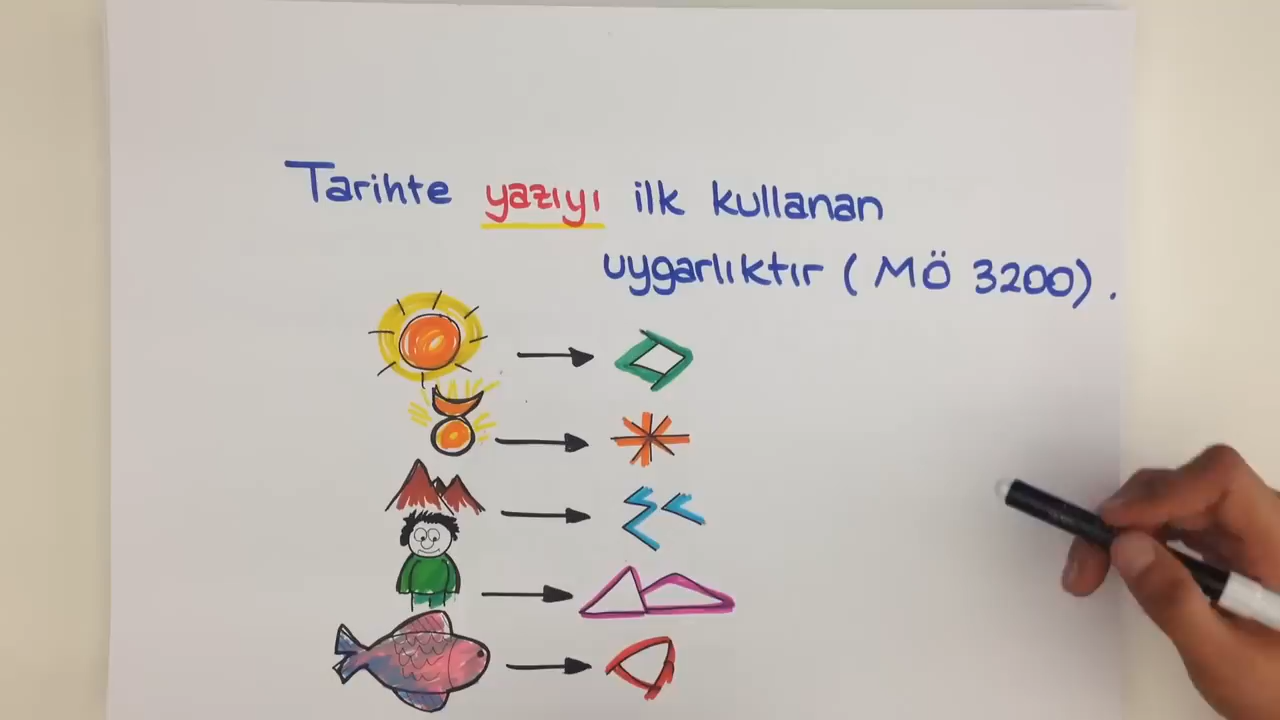 Tarihte yazıyı ilk kullanan
uygarlıktır (MÖ 3200).